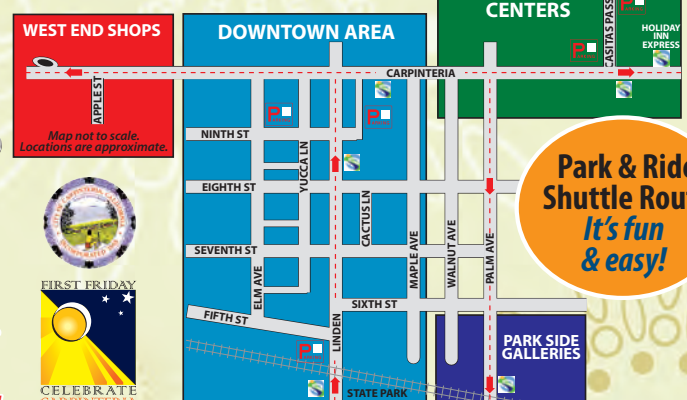 WEST END SHOPS
DOWNTOWN AREA
CENTERS
CASITAS PASS
HOLIDAY
INN
EXPRESS
P
P
CARPINTERIA
APPLE ST
Map not to scale.
Locations are approximate.
P
P
NINTH ST
YUCCA LN
EIGHTH ST
CACTUS LN
SEVENTH ST
ELM AVE
MAPLE AVE
WALNUT AVE
PALM AVE
SIXTH ST
FIFTH ST
LINDEN
P
STATE PARK
PARK SIDE
GALLERIES
Park & Ride
Shuttle Rou
It's fun
& easy!
FIRST FRIDAY
CELEBRATE
CARPINTERIA